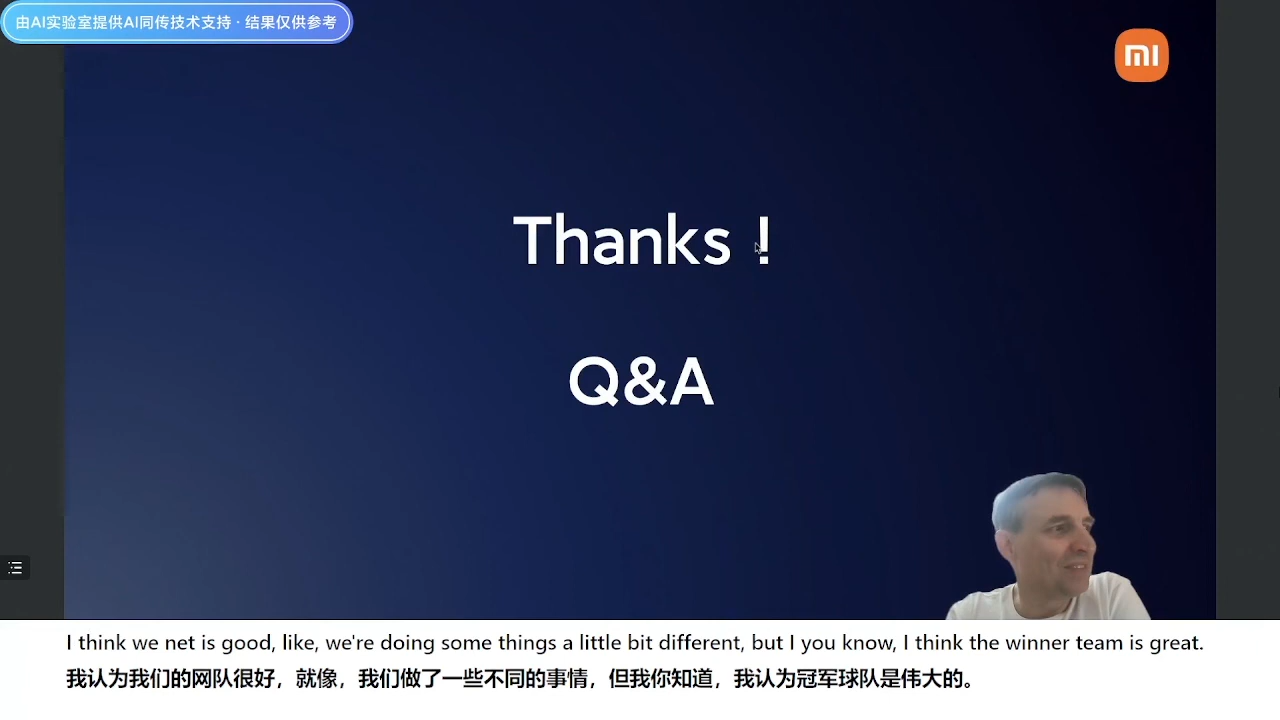 由AI实验室提供AI同传技术支持 · 结果仅供参考
mi
Thanks !
Q&A
I think we net is good, like, we're doing some things a little bit different, but I you know, I think the winner team is great.
我认为我们的网队很好，就像，我们做了一些不同的事情，但我你知道，我认为冠军球队是伟大的。